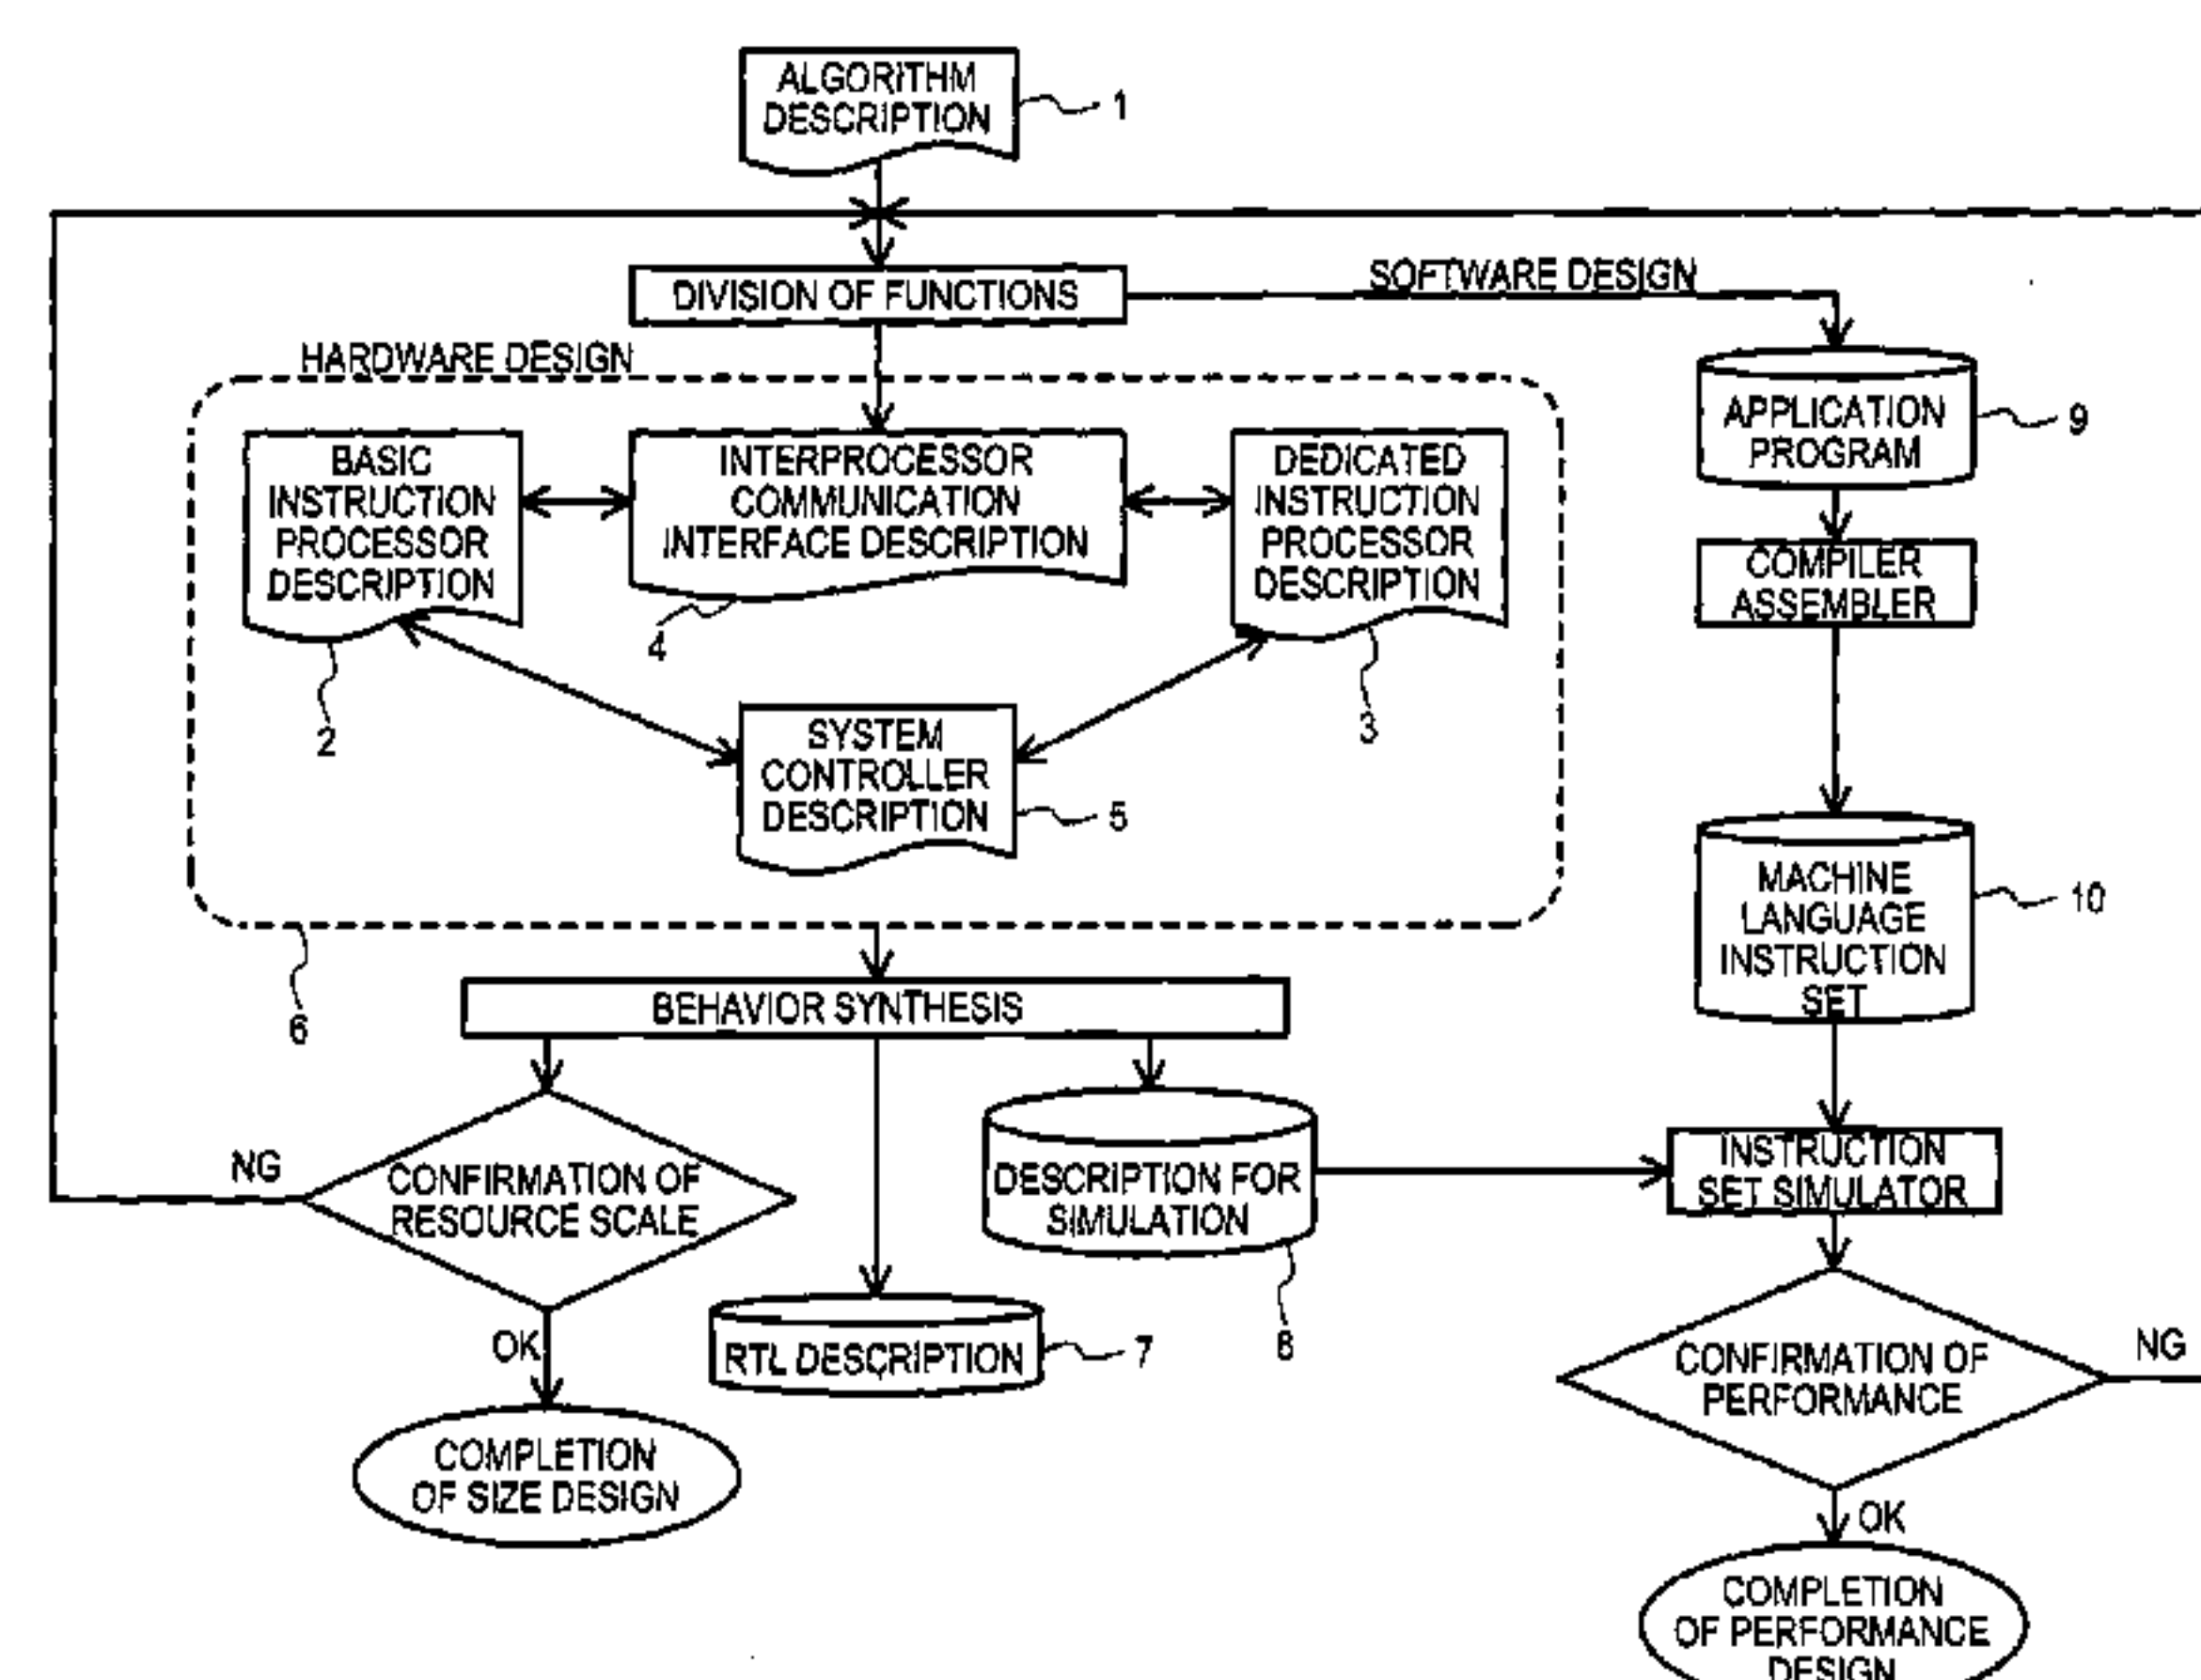 ALGORITHM
DESCRIPTION
1
DIVISION OF FUNCTIONS
SOFTWARE DESIGN
HARDWARE DESIGN
BASIC
INSTRUCTION
PROCESSOR
DESCRIPTION
2
INTERPROCESSOR
COMMUNICATION
INTERFACE DESCRIPTION
4
DEDICATED
INSTRUCTION
PROCESSOR
DESCRIPTION
3
APPLICATION
PROGRAM
9
COMPILER
ASSEMBLER
SYSTEM
CONTROLLER
DESCRIPTION
5
MACHINE
LANGUAGE
INSTRUCTION
SET
10
6
BEHAVIOR SYNTHESIS
NG
CONFIRMATION OF
RESOURCE SCALE
DESCRIPTION FOR
SIMULATION
8
INSTRUCTION
SET SIMULATOR
OK
RTL DESCRIPTION
7
CONFIRMATION OF
PERFORMANCE
NG
COMPLETION
OF SIZE DESIGN
OK
COMPLETION
OF PERFORMANCE
DESIGN